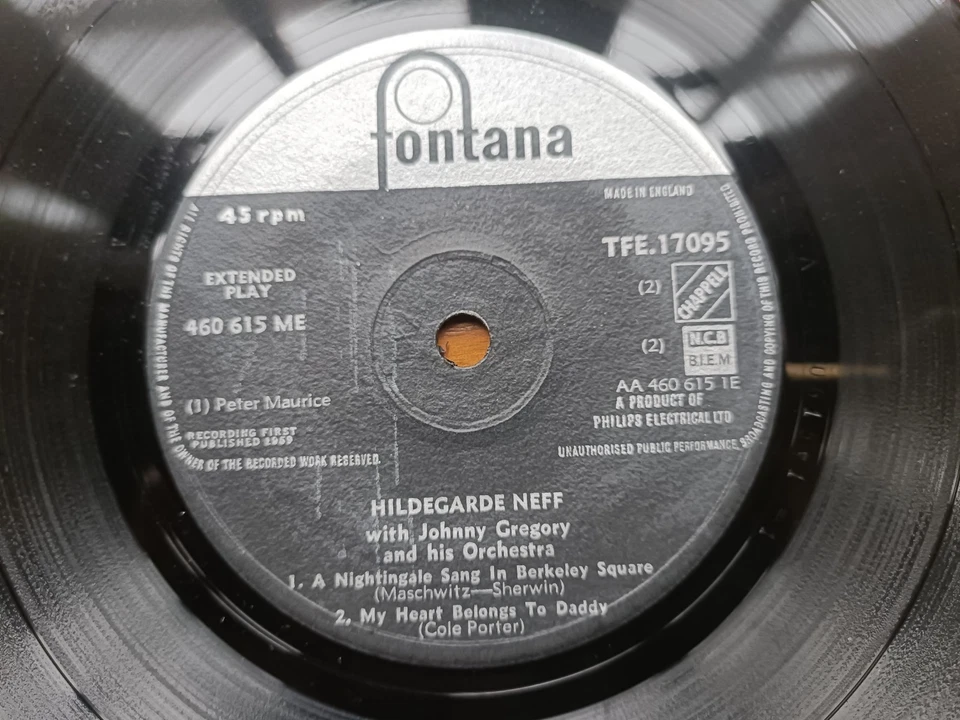 fontana
MADE IN ENGLAND
45 rpm
TFE.17095
EXTENDED
PLAY
(2) CHAPPELL
460 615 ME
(2) N.C.B
B.I.E.M
AA 460 615 1E
(1) Peter Maurice
A PRODUCT OF
PHILIPS ELECTRICAL LTD
RECORDING FIRST
PUBLISHED 1959
ALL RIGHTS OF THE MANUFACTURER AND OF THE OWNER OF THE RECORDED WORK RESERVED.
UNAUTHORISED PUBLIC PERFORMANCE, BROADCASTING AND COPYING OF THIS RECORD PROHIBITED
HILDEGARDE NEFF
with Johnny Gregory
and his Orchestra
1. A Nightingale Sang In Berkeley Square
(Maschwitz—Sherwin)
2. My Heart Belongs To Daddy
(Cole Porter)